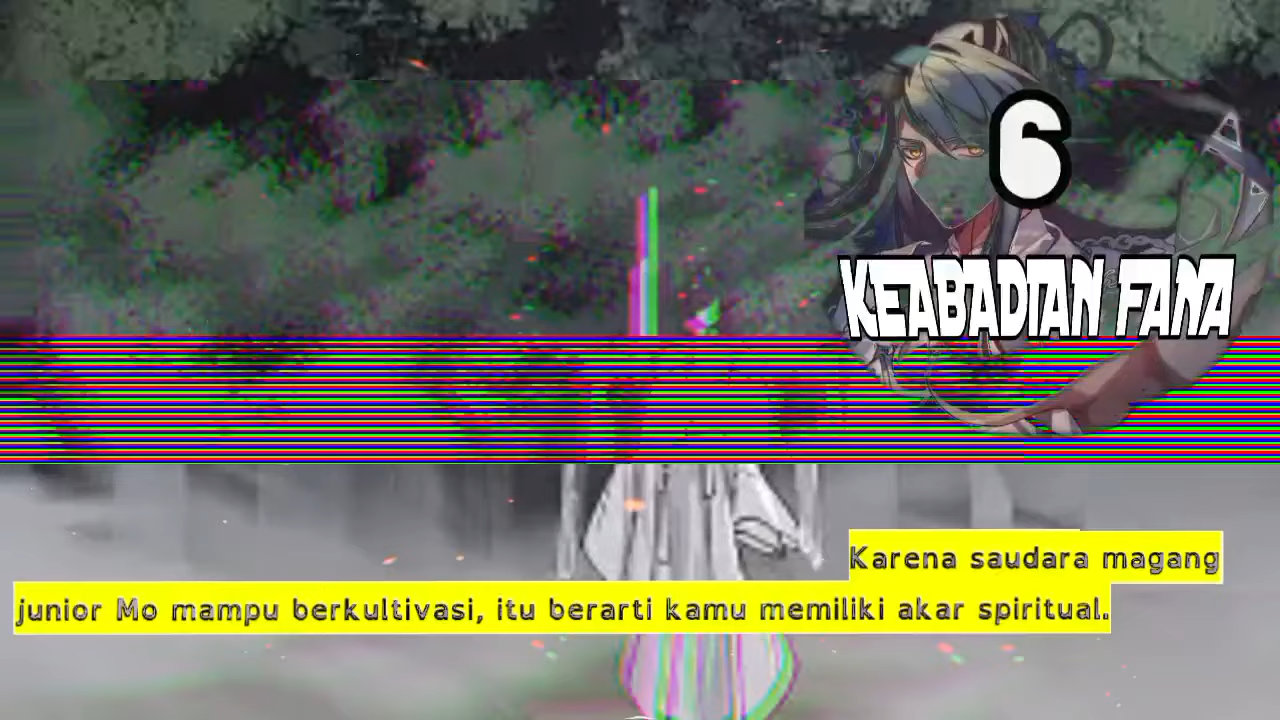 6
KEABADIAN FANA
Karena saudara magang
junior Mo mampu berkultivasi, itu berarti kamu memiliki akar spiritual.